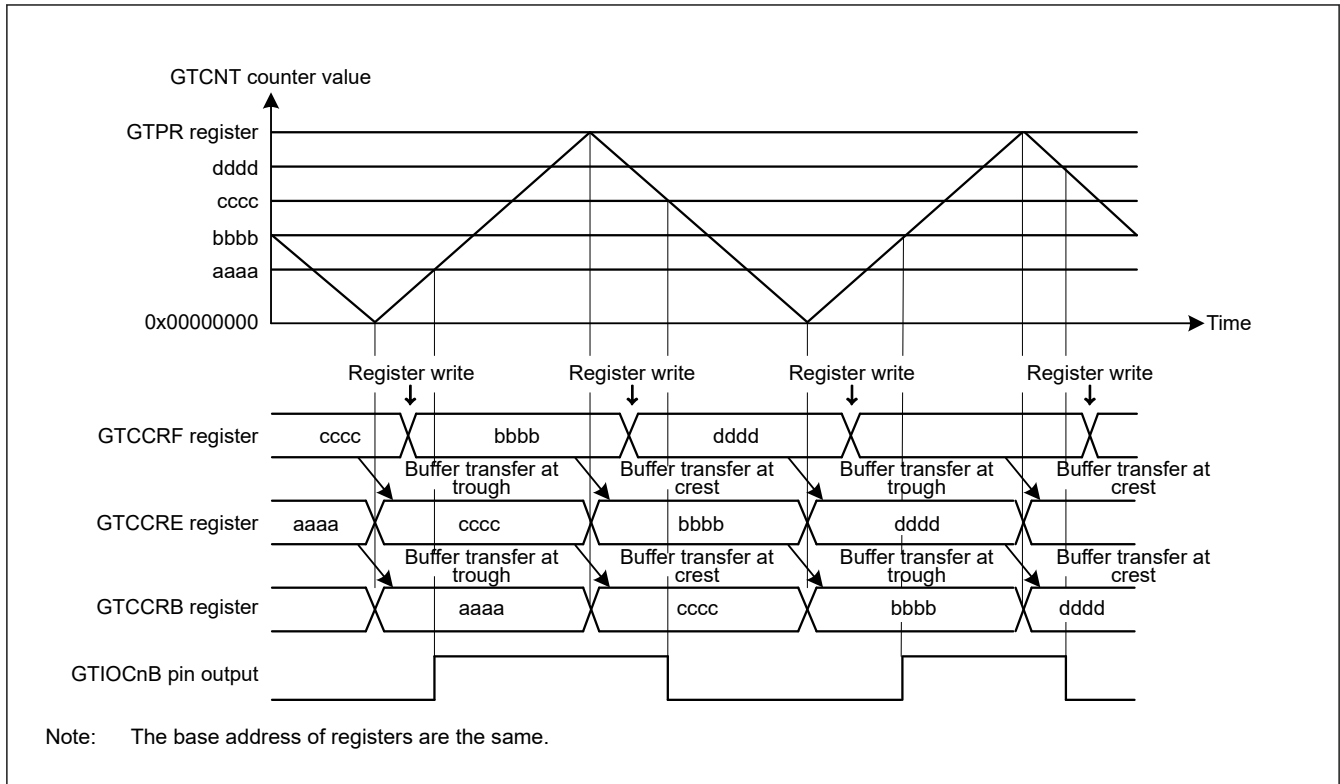 GTCNT counter value
GTPR register
dddd
cccc
bbbb
aaaa
0x00000000
Time
Register write Register write Register write Register write
GTCCRF register cccc bbbb dddd
Buffer transfer at trough
Buffer transfer at crest
Buffer transfer at trough
Buffer transfer at crest
GTCCRE register aaaa cccc bbbb dddd
Buffer transfer at trough
Buffer transfer at crest
Buffer transfer at trough
Buffer transfer at crest
GTCCRB register aaaa cccc bbbb dddd
GTIOCnB pin output
Note: The base address of registers are the same.